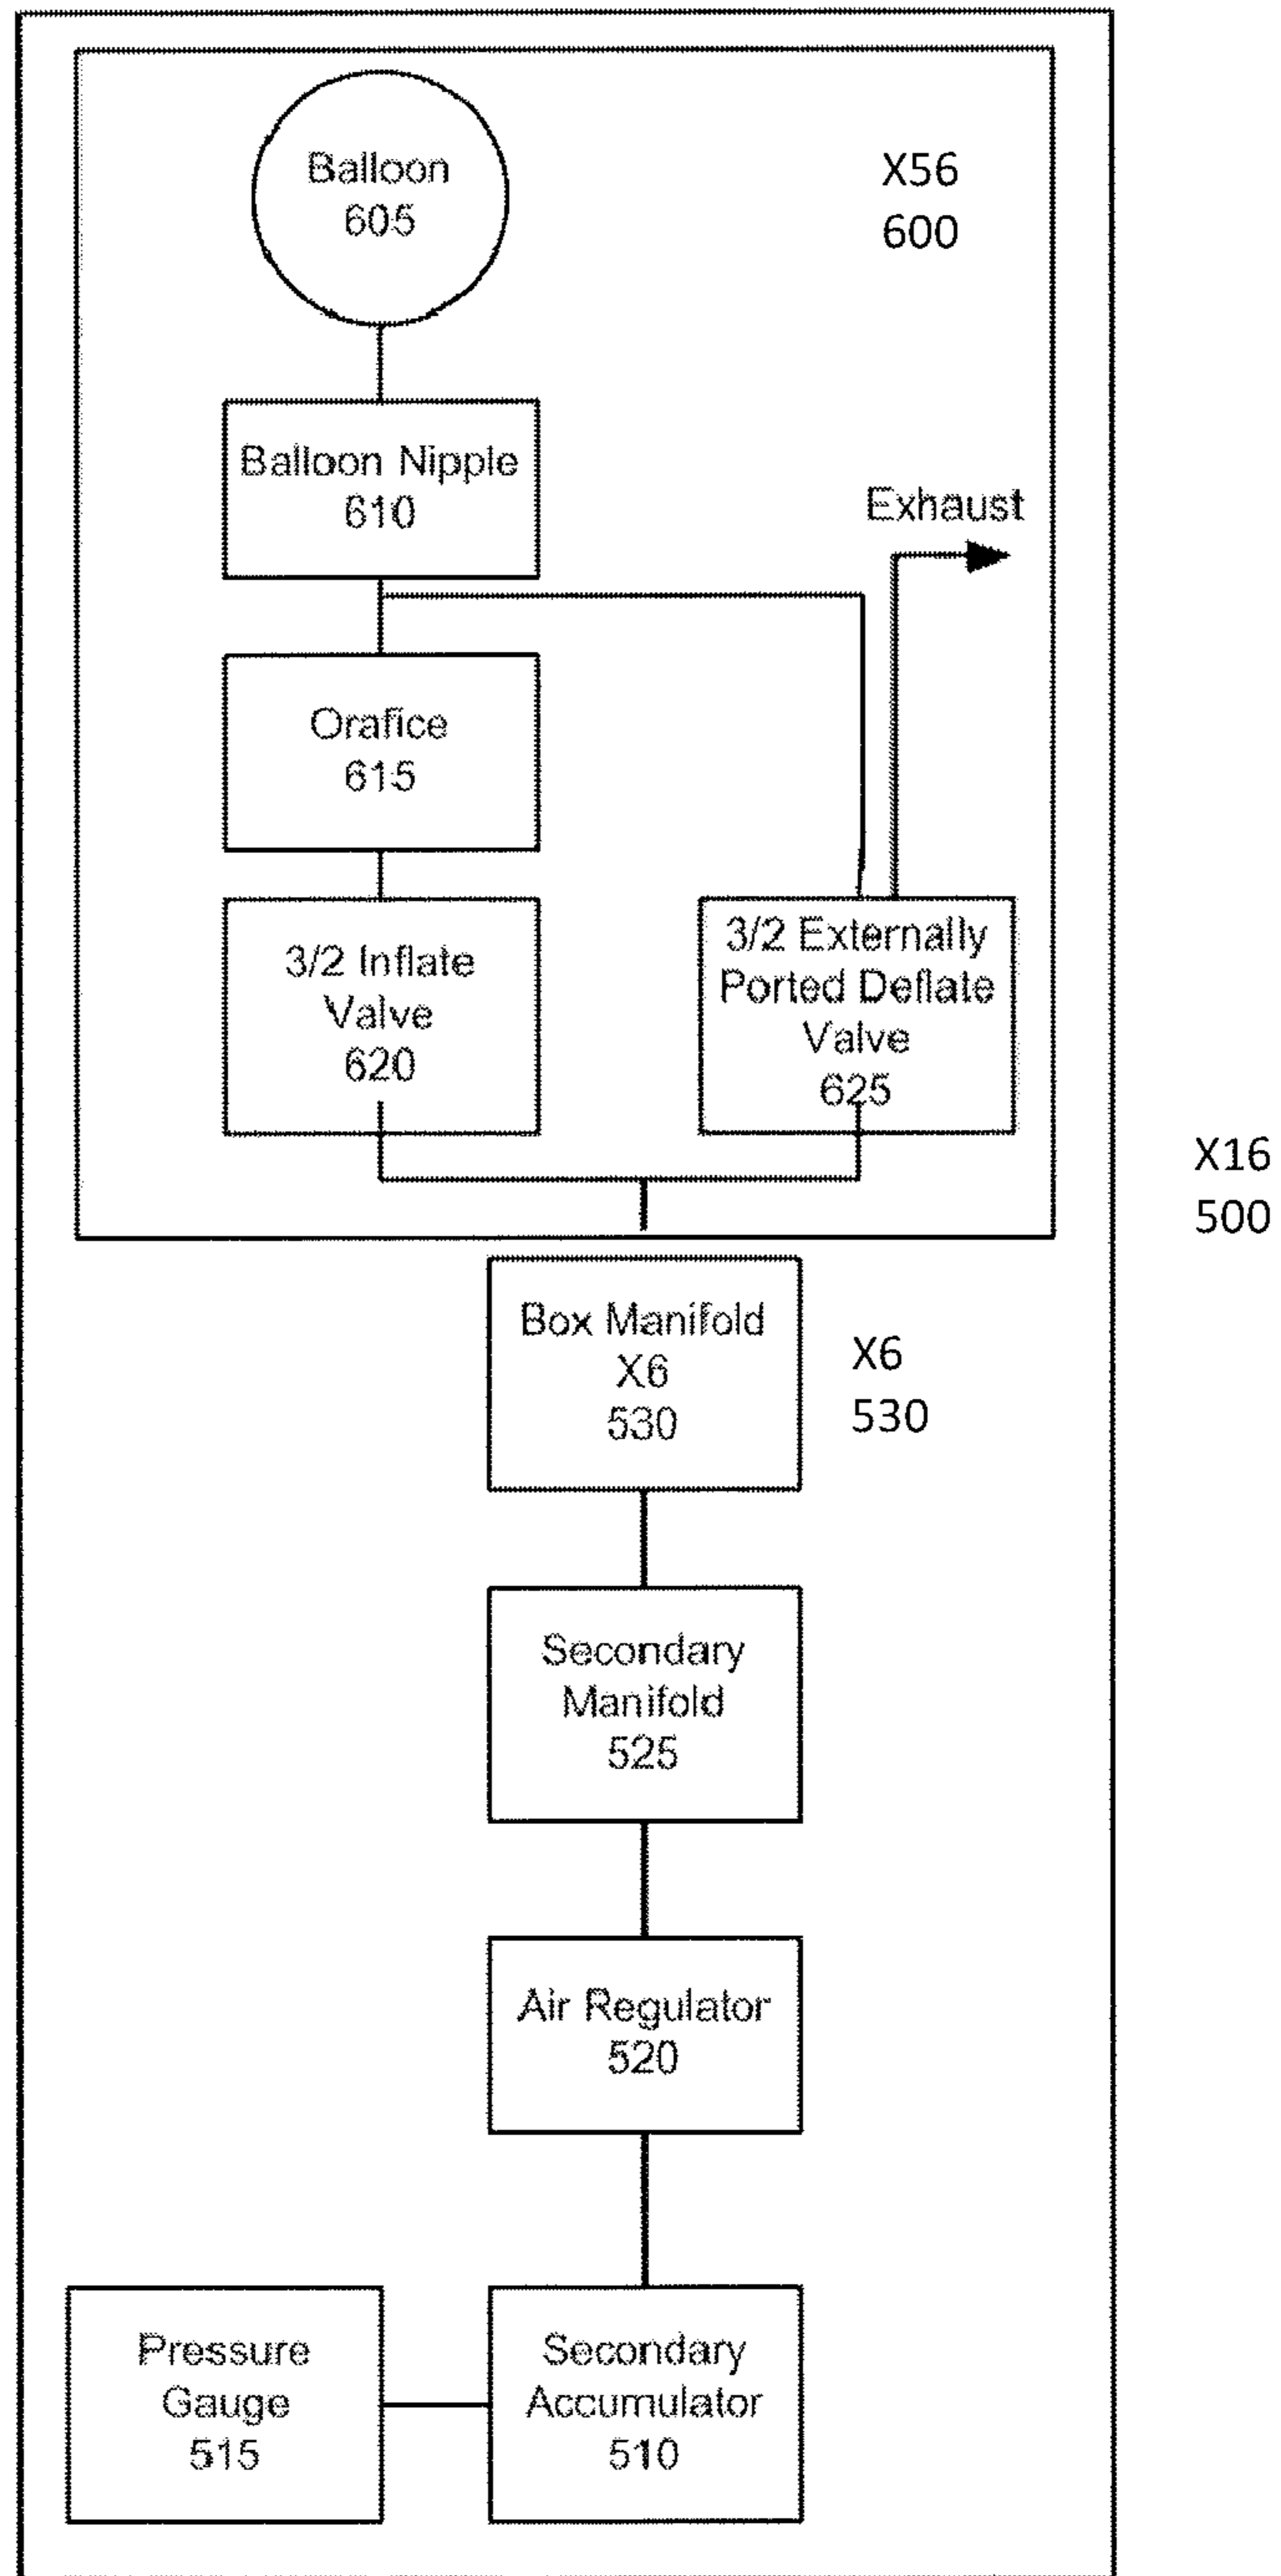 Balloon
605
X56
600
Balloon Nipple
610
Exhaust
Orafice
615
3/2 Inflate
Valve
620
3/2 Externally
Ported Deflate
Valve
625
X16
500
Box Manifold
X6
530
X6
530
Secondary
Manifold
525
Air Regulator
520
Pressure
Gauge
515
Secondary
Accumulator
510